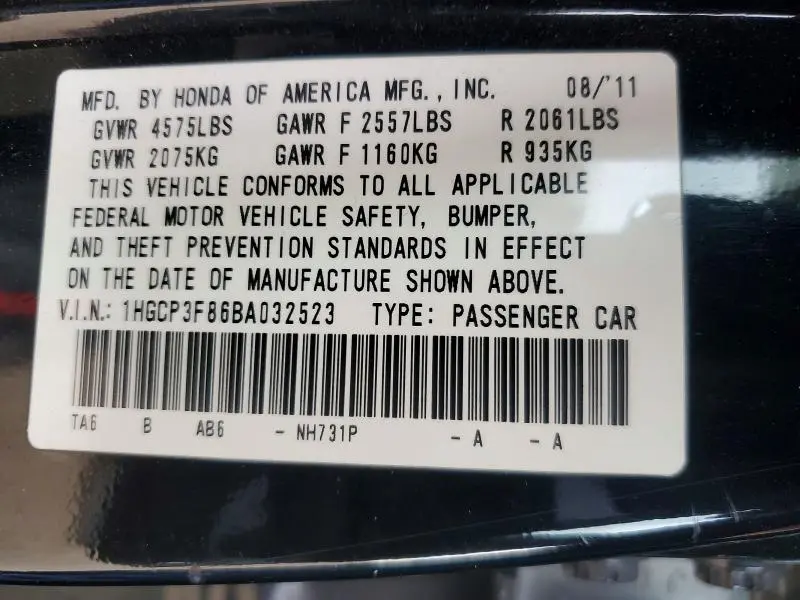 MFD. BY HONDA OF AMERICA MFG., INC. 08/'11
GVWR 4575LBS GAWR F 2557LBS R 2061LBS
GVWR 2075KG GAWR F 1160KG R 935KG
THIS VEHICLE CONFORMS TO ALL APPLICABLE
FEDERAL MOTOR VEHICLE SAFETY, BUMPER,
AND THEFT PREVENTION STANDARDS IN EFFECT
ON THE DATE OF MANUFACTURE SHOWN ABOVE.
V.I.N.: 1HGCP3F86BA032523 TYPE: PASSENGER CAR
TA6 B AB6 - NH731P - A - A